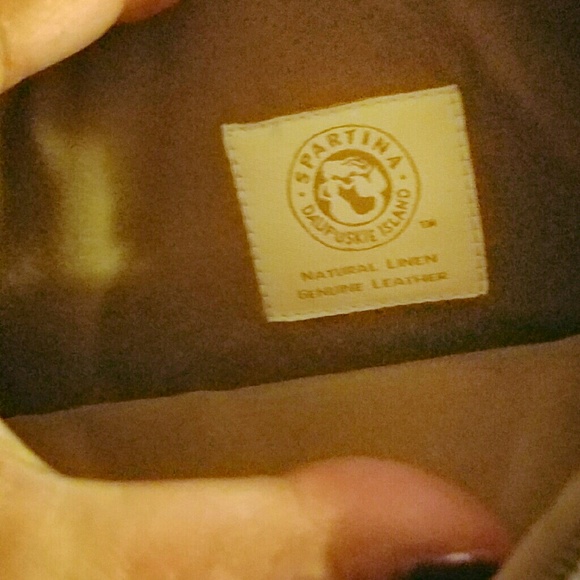 SPARTINA
DAUFUSKIE ISLAND
™
NATURAL LINEN
GENUINE LEATHER